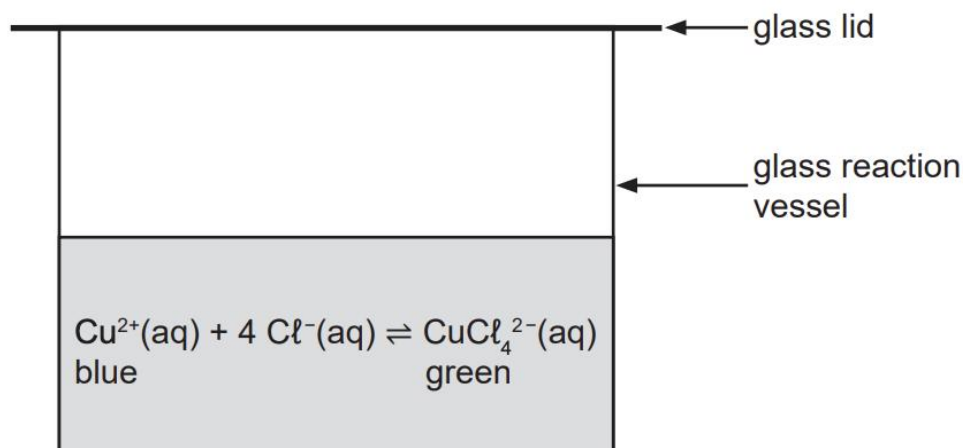 glass lid
glass reaction
vessel
Cu²⁺(aq) + 4 Cℓ⁻(aq) ⇌ CuCℓ₄²⁻(aq)
blue green